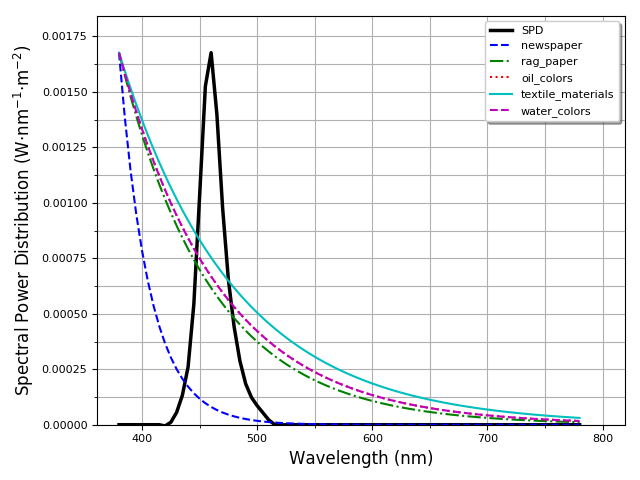 SPD
newspaper
rag_paper
oil_colors
textile_materials
water_colors
0.00175
0.00150
0.00125
0.00100
0.00075
0.00050
0.00025
0.00000
Spectral Power Distribution (W·nm⁻¹·m⁻²)
400 500 600 700 800
Wavelength (nm)